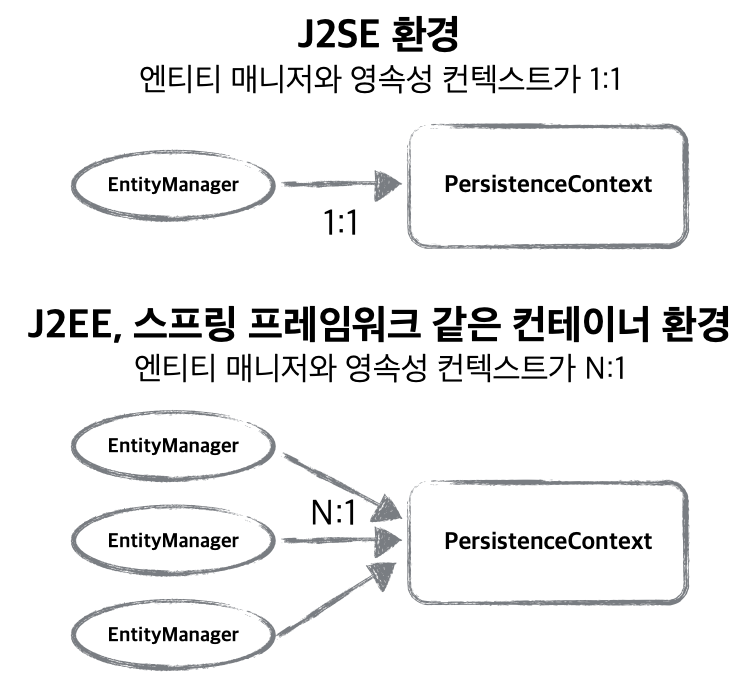 J2SE 환경
엔티티 매니저와 영속성 컨텍스트가 1:1
EntityManager
1:1
PersistenceContext
J2EE, 스프링 프레임워크 같은 컨테이너 환경
엔티티 매니저와 영속성 컨텍스트가 N:1
EntityManager
N:1
EntityManager
PersistenceContext
EntityManager